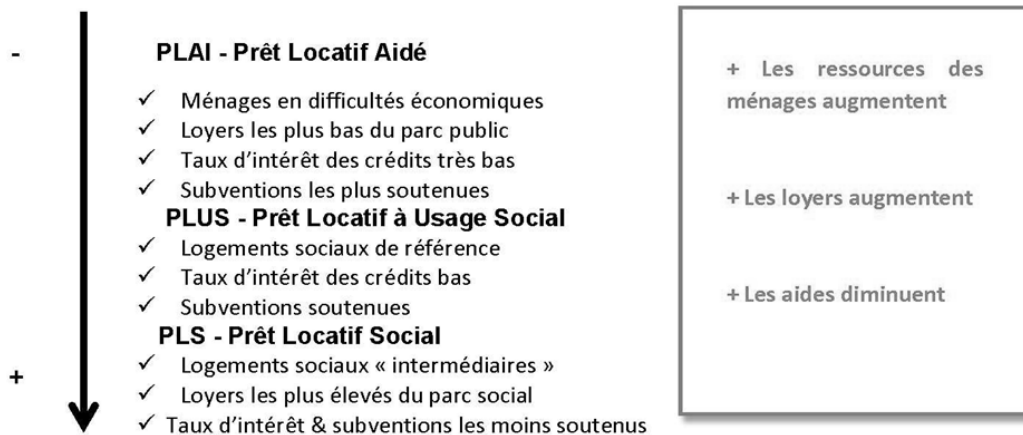 -
PLAI - Prêt Locatif Aidé
✓ Ménages en difficultés économiques
✓ Loyers les plus bas du parc public
✓ Taux d’intérêt des crédits très bas
✓ Subventions les plus soutenues
PLUS - Prêt Locatif à Usage Social
✓ Logements sociaux de référence
✓ Taux d’intérêt des crédits bas
✓ Subventions soutenues
PLS - Prêt Locatif Social
✓ Logements sociaux « intermédiaires »
+
✓ Loyers les plus élevés du parc social
✓ Taux d’intérêt & subventions les moins soutenus
+ Les ressources des
ménages augmentent
+ Les loyers augmentent
+ Les aides diminuent